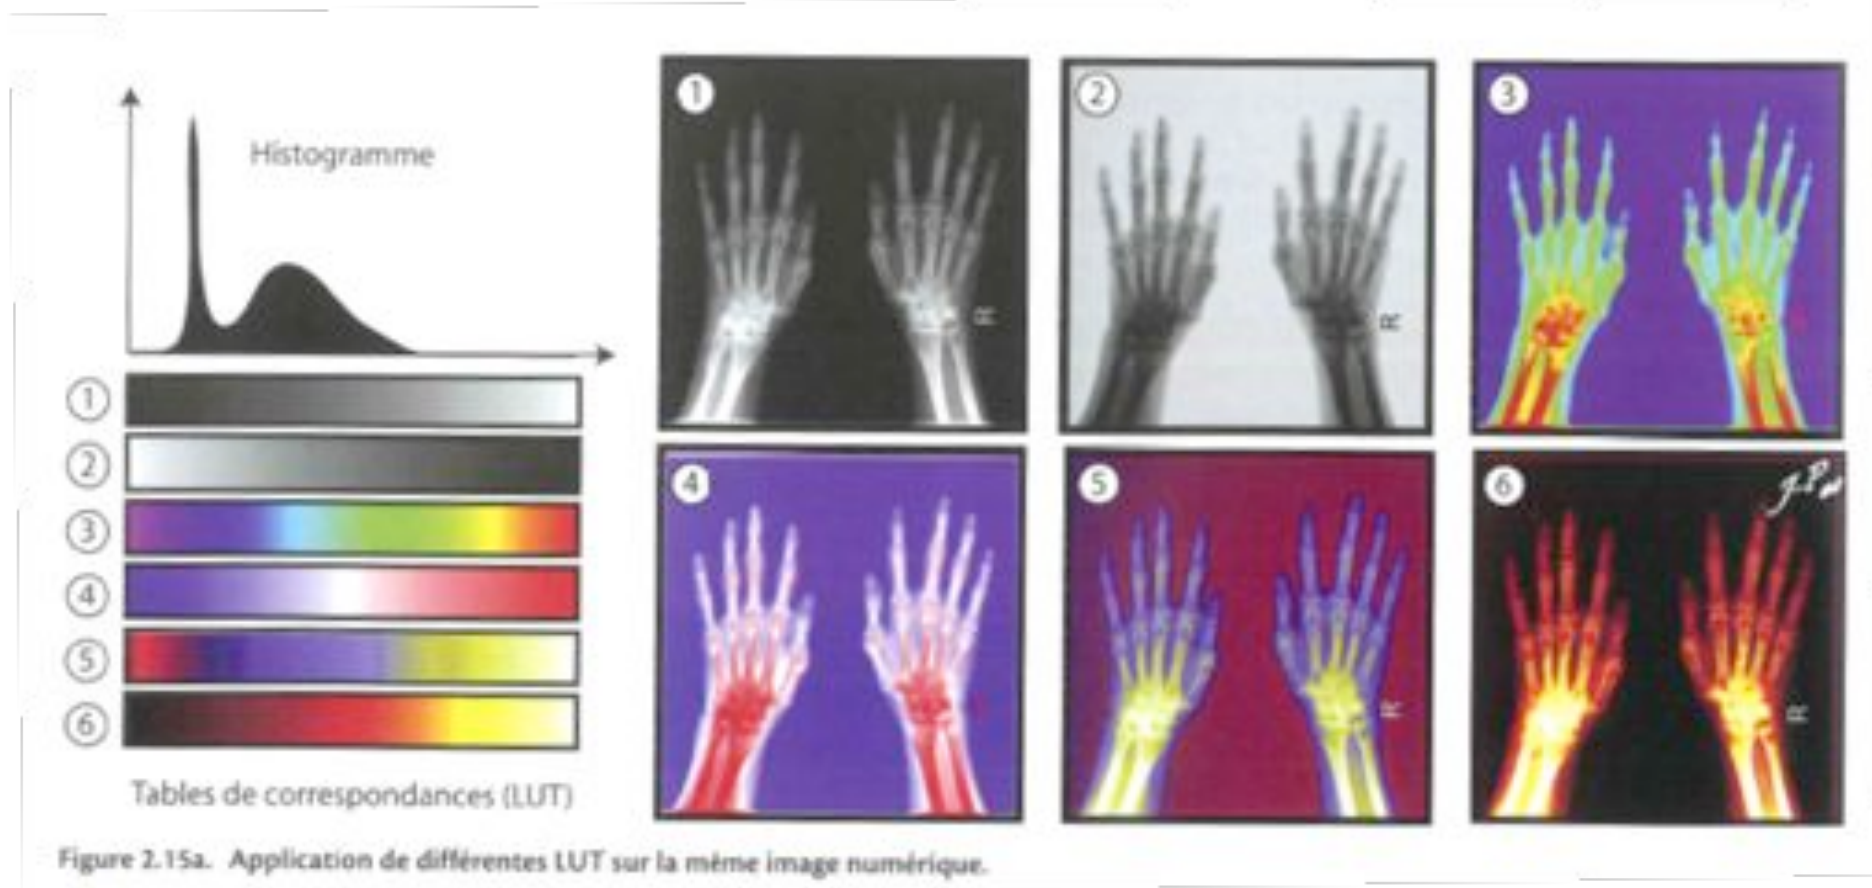 Histogramme
1
2
3
4
5
6
Tables de correspondances (LUT)
1
R
2
R
3
4
5
R
6
R
Figure 2.15a. Application de différentes LUT sur la même image numérique.